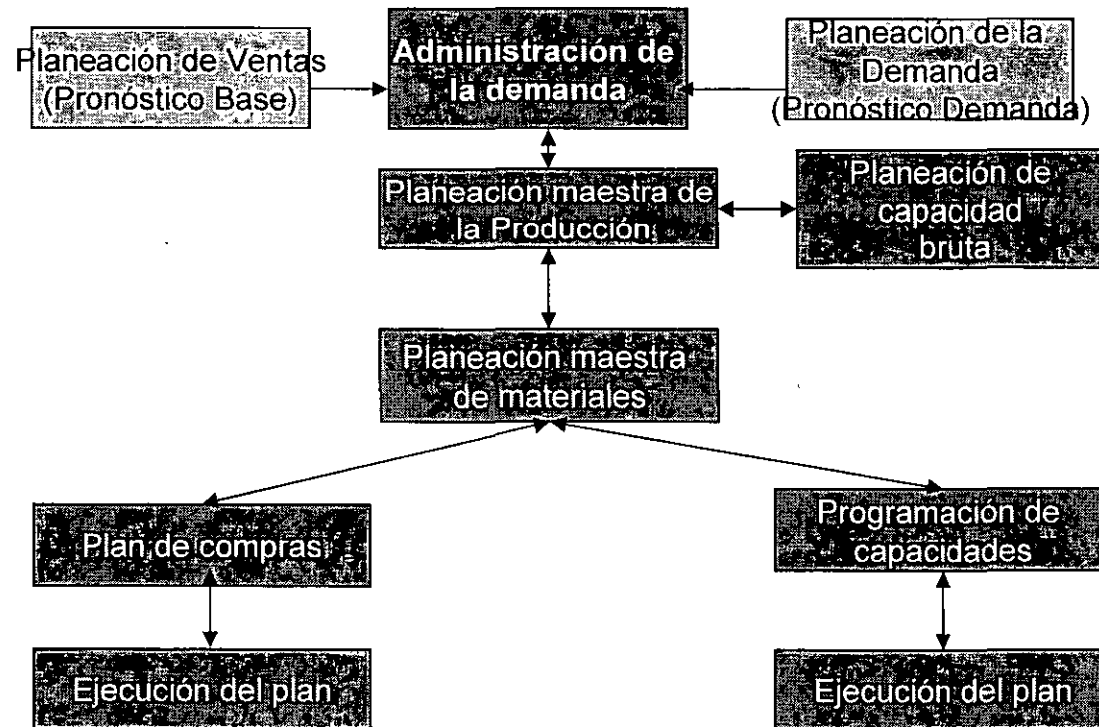 Planeación de Ventas
(Pronóstico Base)
Administración de
la demanda
Planeación de la
Demanda
(Pronóstico Demanda)
Planeación maestra de
la Producción
Planeación de
capacidad
bruta
Planeación maestra
de materiales
Plan de compras
Programación de
capacidades
Ejecución del plan
Ejecución del plan